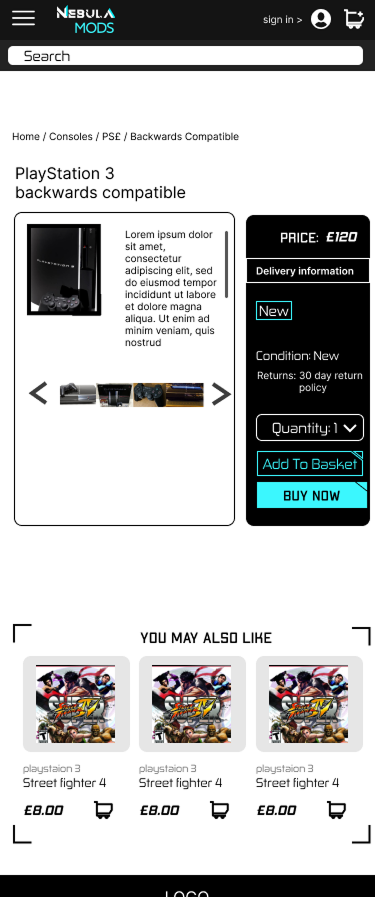 NEBULA
MODS
sign in >
Search
Home / Consoles / PS£ / Backwards Compatible
PlayStation 3
backwards compatible
Lorem ipsum dolor
sit amet,
consectetur
adipiscing elit, sed
do eiusmod tempor
incididunt ut labore
et dolore magna
aliqua. Ut enim ad
minim veniam, quis
nostrud
PRICE: £120
Delivery information
New
Condition: New
Returns: 30 day return
policy
Quantity: 1
Add To Basket
BUY NOW
YOU MAY ALSO LIKE
playstaion 3
Street fighter 4
£8.00
playstaion 3
Street fighter 4
£8.00
playstaion 3
Street fighter 4
£8.00
LOGO